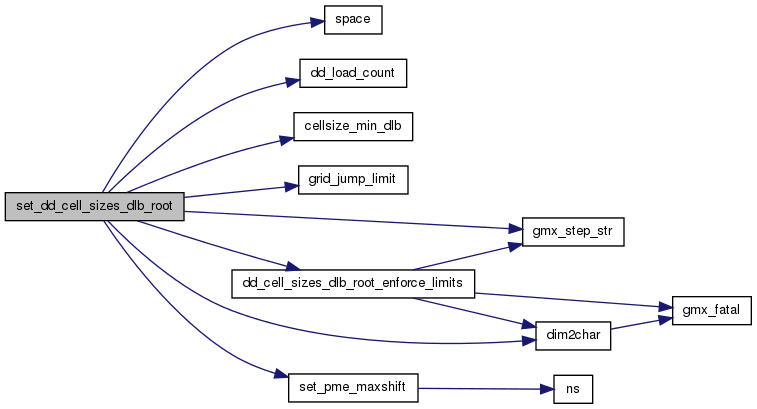 space
dd_load_count
cellsize_min_dlb
grid_jump_limit
set_dd_cell_sizes_dlb_root
gmx_step_str
dd_cell_sizes_dlb_root_enforce_limits
gmx_fatal
dim2char
set_pme_maxshift
ns